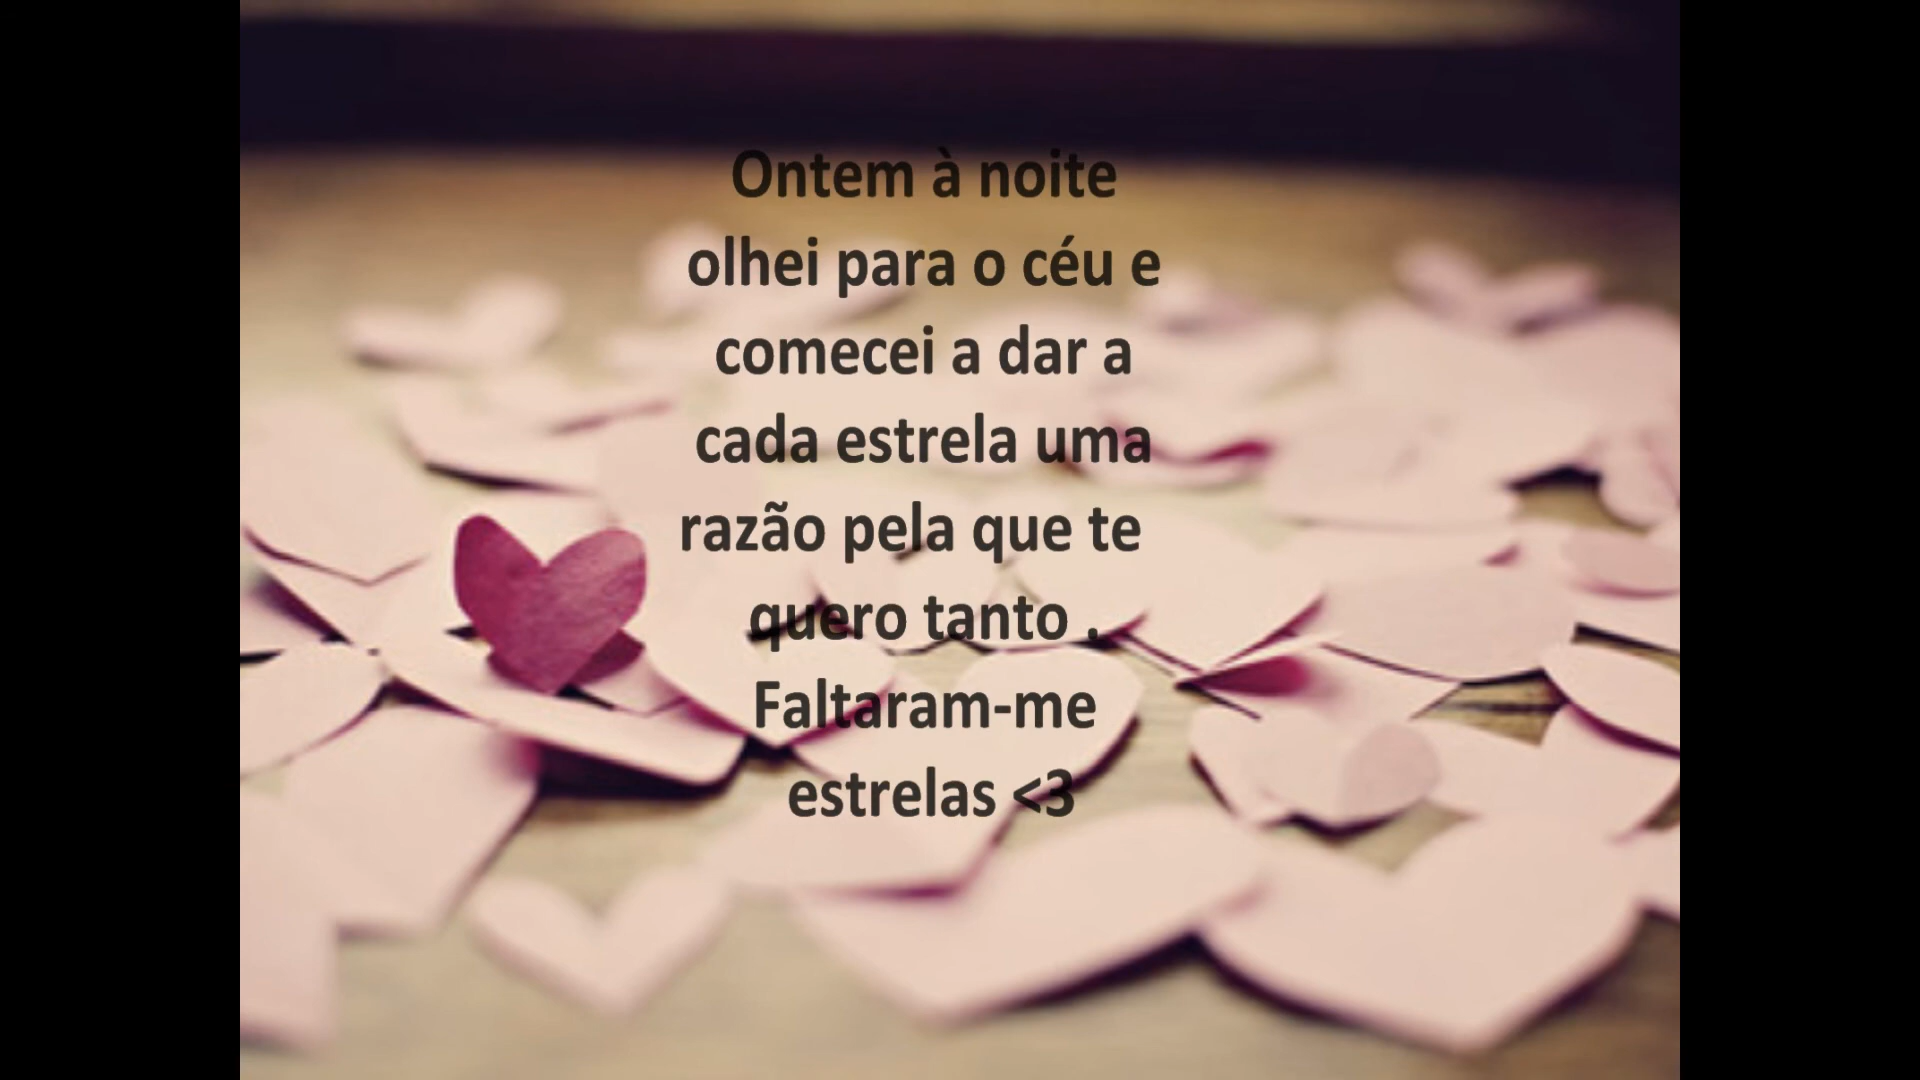 Ontem à noite
olhei para o céu e
comecei a dar a
cada estrela uma
razão pela que te
quero tanto .
Faltaram-me
estrelas <3